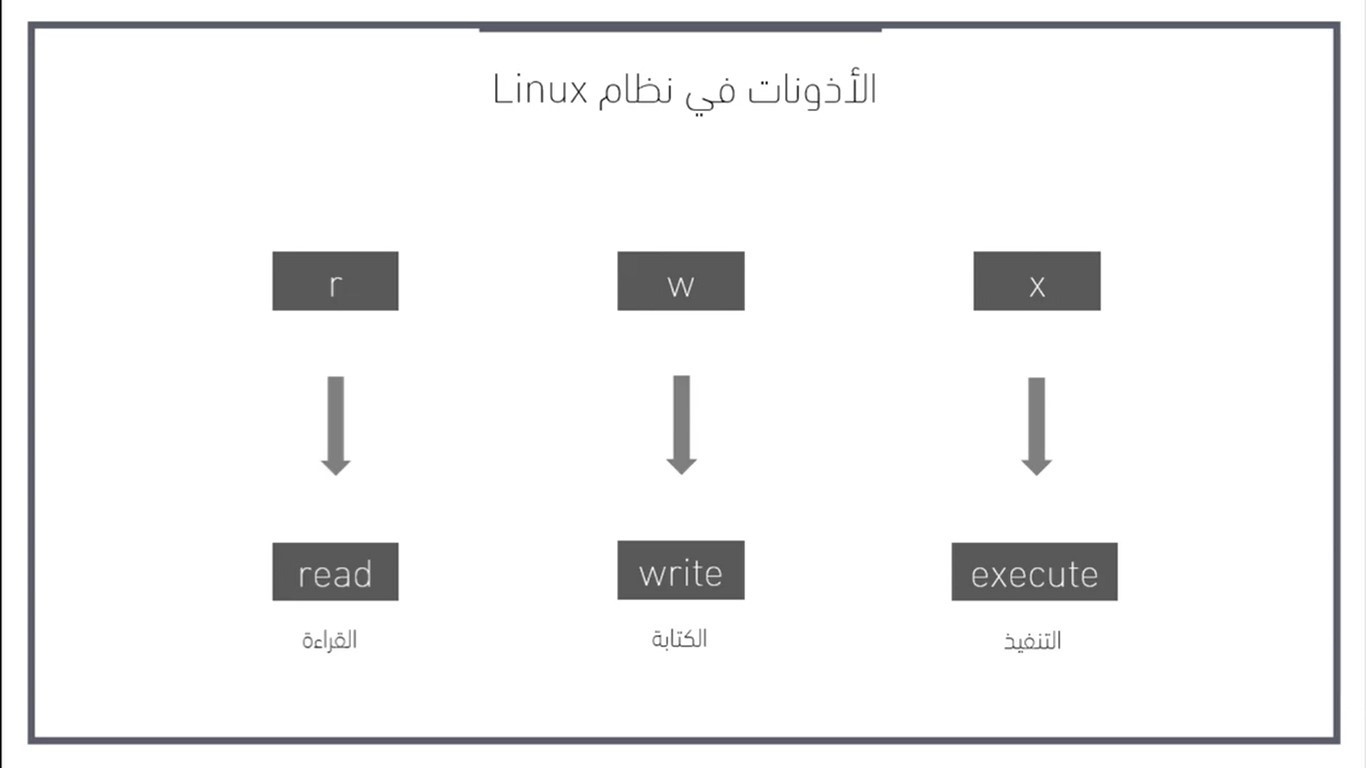 الأذونات في نظام Linux
r
w
x
read
write
execute
القراءة
الكتابة
التنفيذ